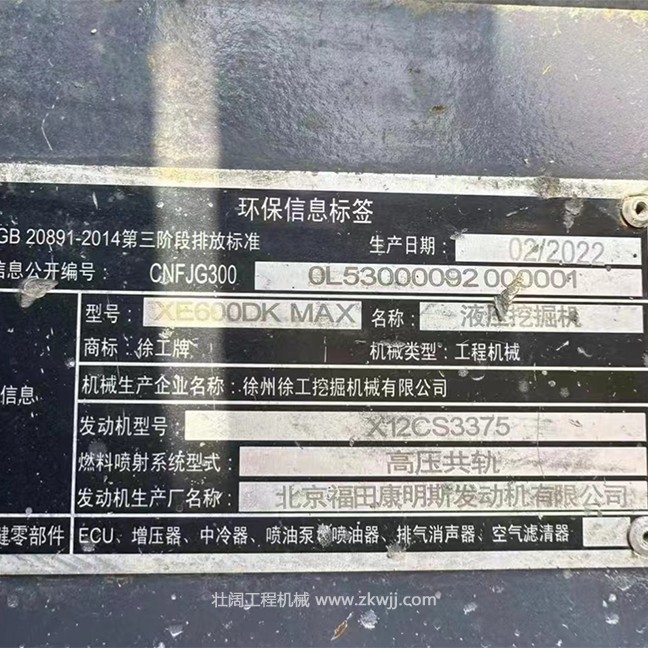 环保信息标签
GB 20891-2014第三阶段排放标准 生产日期: 02/2022
信息公开编号: CNFJG300 0L53000092 000001
型号: XE600DK MAX 名称: 液压挖掘机
商标: 徐工牌 机械类型: 工程机械
信息
机械生产企业名称: 徐州徐工挖掘机械有限公司
发动机型号: X12CS3375
燃料喷射系统型式: 高压共轨
发动机生产厂名称: 北京福田康明斯发动机有限公司
键零部件 ECU、增压器、中冷器、喷油泵、喷油器、排气消声器、空气滤清器
壮阔工程机械 www.zkwjj.com